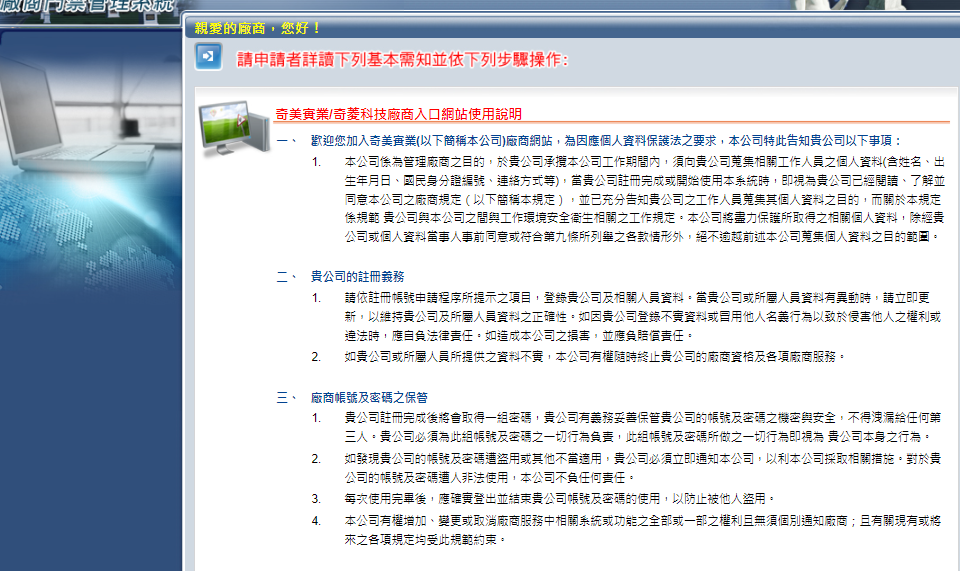 廠商門禁管理系統
親愛的廠商，您好！
請申請者詳讀下列基本需知並依下列步驟操作：
奇美實業/奇菱科技廠商入口網站使用說明
一、 歡迎您加入奇美實業(以下簡稱本公司)廠商網站，為因應個人資料保護法之要求，本公司特此告知貴公司以下事項：
1. 本公司係為管理廠商之目的，於貴公司承攬本公司工作期間內，須向貴公司蒐集相關工作人員之個人資料(含姓名、出
生年月日、國民身分證編號、連絡方式等)，當貴公司註冊完成或開始使用本系統時，即視為貴公司已經閱讀、了解並
同意本公司之廠商規定（以下簡稱本規定），並已充分告知貴公司之工作人員蒐集其個人資料之目的，而關於本規定
係規範 貴公司與本公司之間與工作環境安全衛生相關之工作規定。本公司將盡力保護所取得之相關個人資料，除經貴
公司或個人資料當事人事前同意或符合第九條所列舉之各款情形外，絕不逾越前述本公司蒐集個人資料之目的範圍。
二、 貴公司的註冊義務
1. 請依註冊帳號申請程序所提示之項目，登錄貴公司及相關人員資料。當貴公司或所屬人員資料有異動時，請立即更
新，以維持貴公司及所屬人員資料之正確性。如因貴公司登錄不實資料或冒用他人名義行為以致於侵害他人之權利或
違法時，應自負法律責任。如造成本公司之損害，並應負賠償責任。
2. 如貴公司或所屬人員所提供之資料不實，本公司有權隨時終止貴公司的廠商資格及各項廠商服務。
三、 廠商帳號及密碼之保管
1. 貴公司註冊完成後將會取得一組密碼，貴公司有義務妥善保管貴公司的帳號及密碼之機密與安全，不得洩漏給任何第
三人。貴公司必須為此組帳號及密碼之一切行為負責，此組帳號及密碼所做之一切行為即視為 貴公司本身之行為。
2. 如發現貴公司的帳號及密碼遭盜用或其他不當適用，貴公司必須立即通知本公司，以利本公司採取相關措施。對於貴
公司的帳號及密碼遭人非法使用，本公司不負任何責任。
3. 每次使用完畢後，應確實登出並結束貴公司帳號及密碼的使用，以防止被他人盜用。
4. 本公司有權增加、變更或取消廠商服務中相關系統或功能之全部或一部之權利且無須個別通知廠商；且有關現有或將
來之各項規定均受此規範約束。